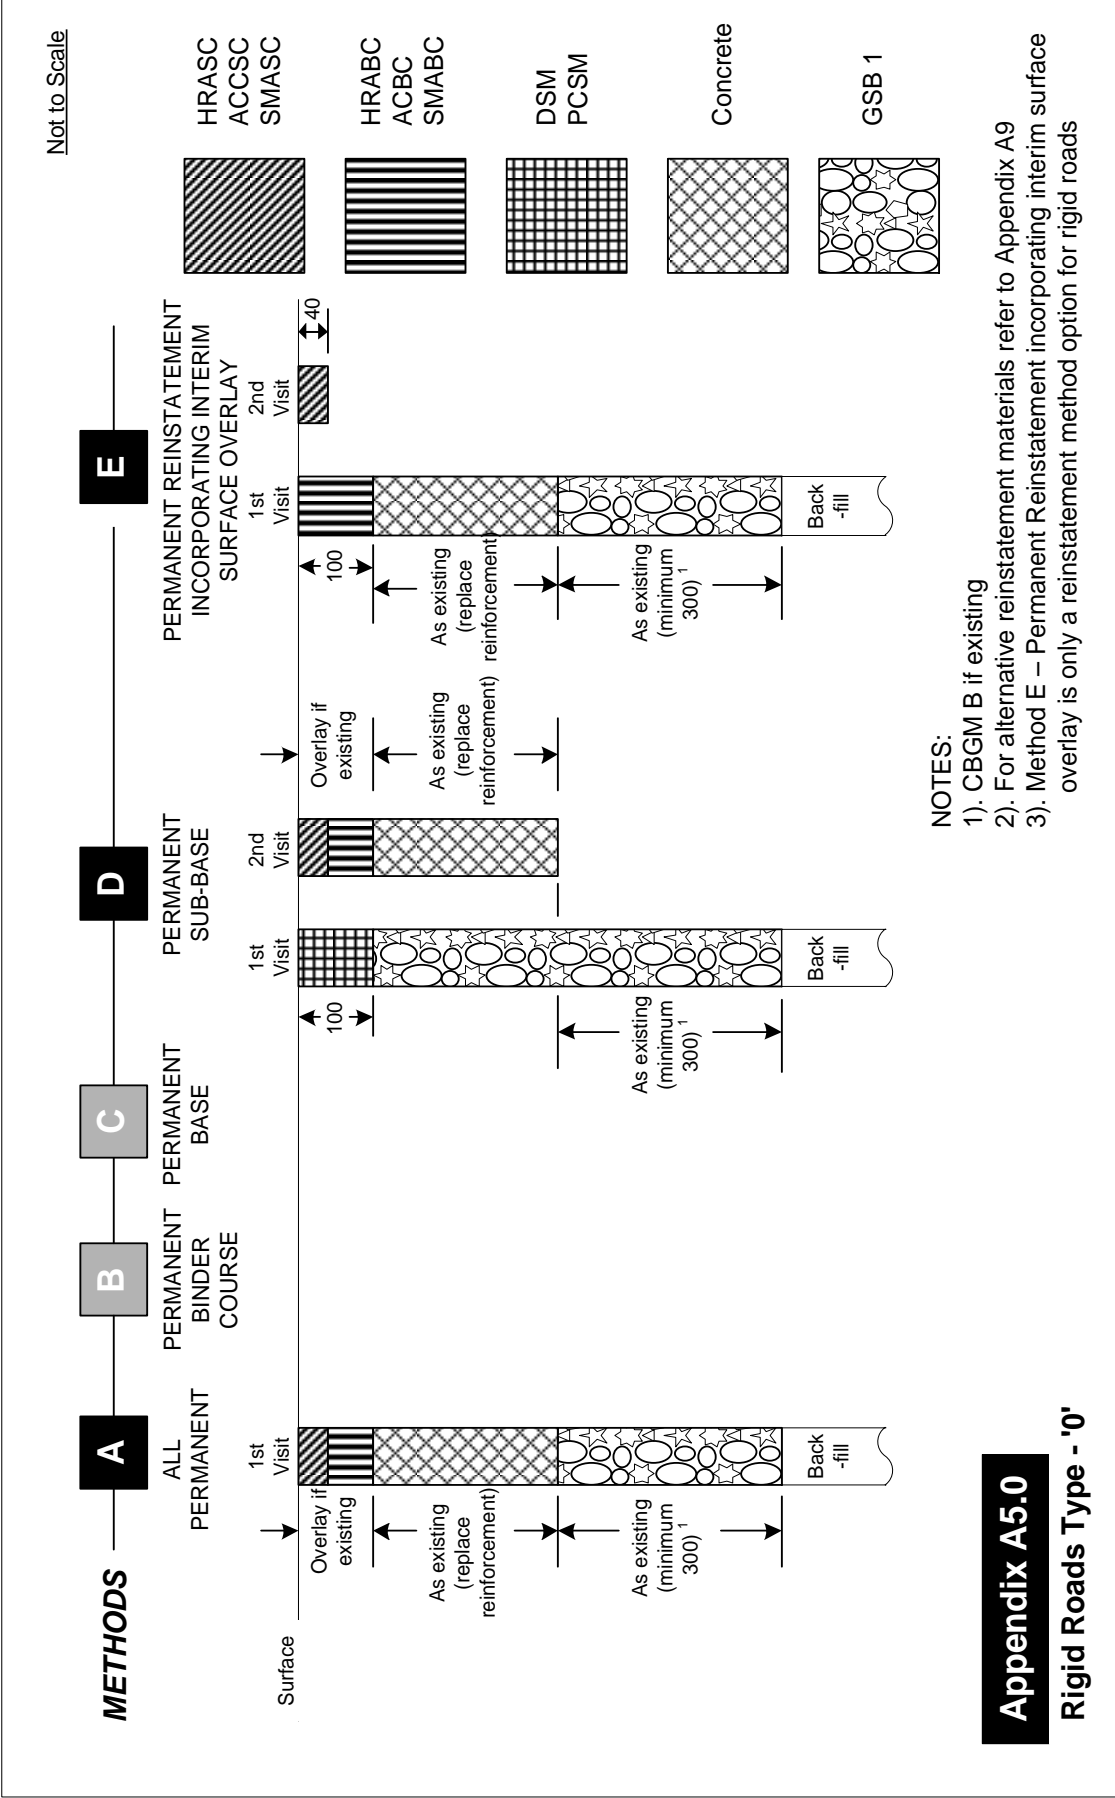 Not to Scale
METHODS
A
B
C
D
E
ALL
PERMANENT
PERMANENT
BINDER
COURSE
PERMANENT
BASE
PERMANENT
SUB-BASE
PERMANENT REINSTATEMENT
INCORPORATING INTERIM
SURFACE OVERLAY
Surface
1st
Visit
Overlay if
existing
As existing
(replace
reinforcement)
As existing
(minimum
300) 1
Back
-fill
1st
Visit
100
As existing
(minimum
300) 1
Back
-fill
2nd
Visit
Overlay if
existing
As existing
(replace
reinforcement)
1st
Visit
100
As existing
(replace
reinforcement)
As existing
(minimum
300) 1
Back
-fill
2nd
Visit
40
HRASC
ACCSC
SMASC
HRABC
ACBC
SMABC
DSM
PCSM
Concrete
GSB 1
NOTES:
1). CBGM B if existing
2). For alternative reinstatement materials refer to Appendix A9
3). Method E – Permanent Reinstatement incorporating interim surface
overlay is only a reinstatement method option for rigid roads
Appendix A5.0
Rigid Roads Type - '0'